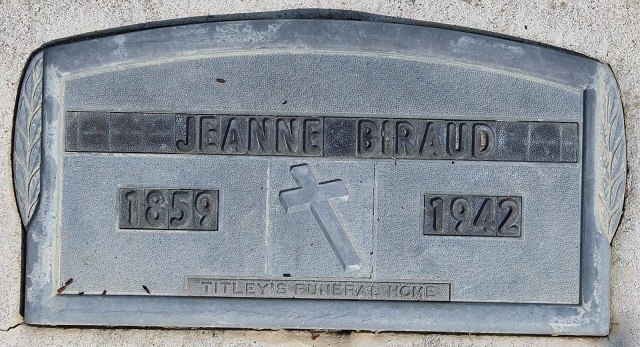 JEANNE BIRAUD
1859 1942
TITLEY'S FUNERAL HOME